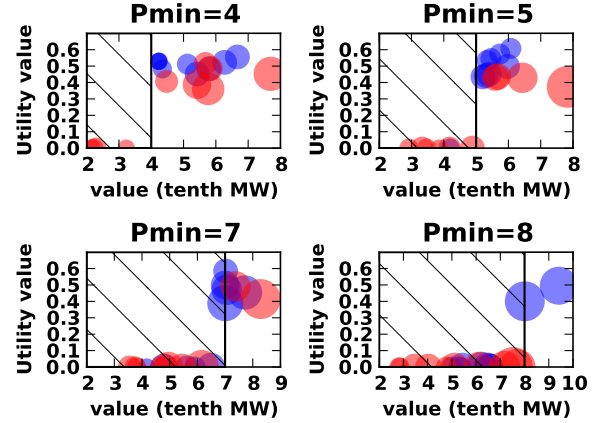 Pmin=4
Utility value
0.6
0.5
0.4
0.3
0.2
0.1
0.0
2 3 4 5 6 7 8
value (tenth MW)
Pmin=5
Utility value
0.6
0.5
0.4
0.3
0.2
0.1
0.0
2 3 4 5 6 7 8
value (tenth MW)
Pmin=7
Utility value
0.6
0.5
0.4
0.3
0.2
0.1
0.0
2 3 4 5 6 7 8 9
value (tenth MW)
Pmin=8
Utility value
0.6
0.5
0.4
0.3
0.2
0.1
0.0
2 3 4 5 6 7 8 9 10
value (tenth MW)